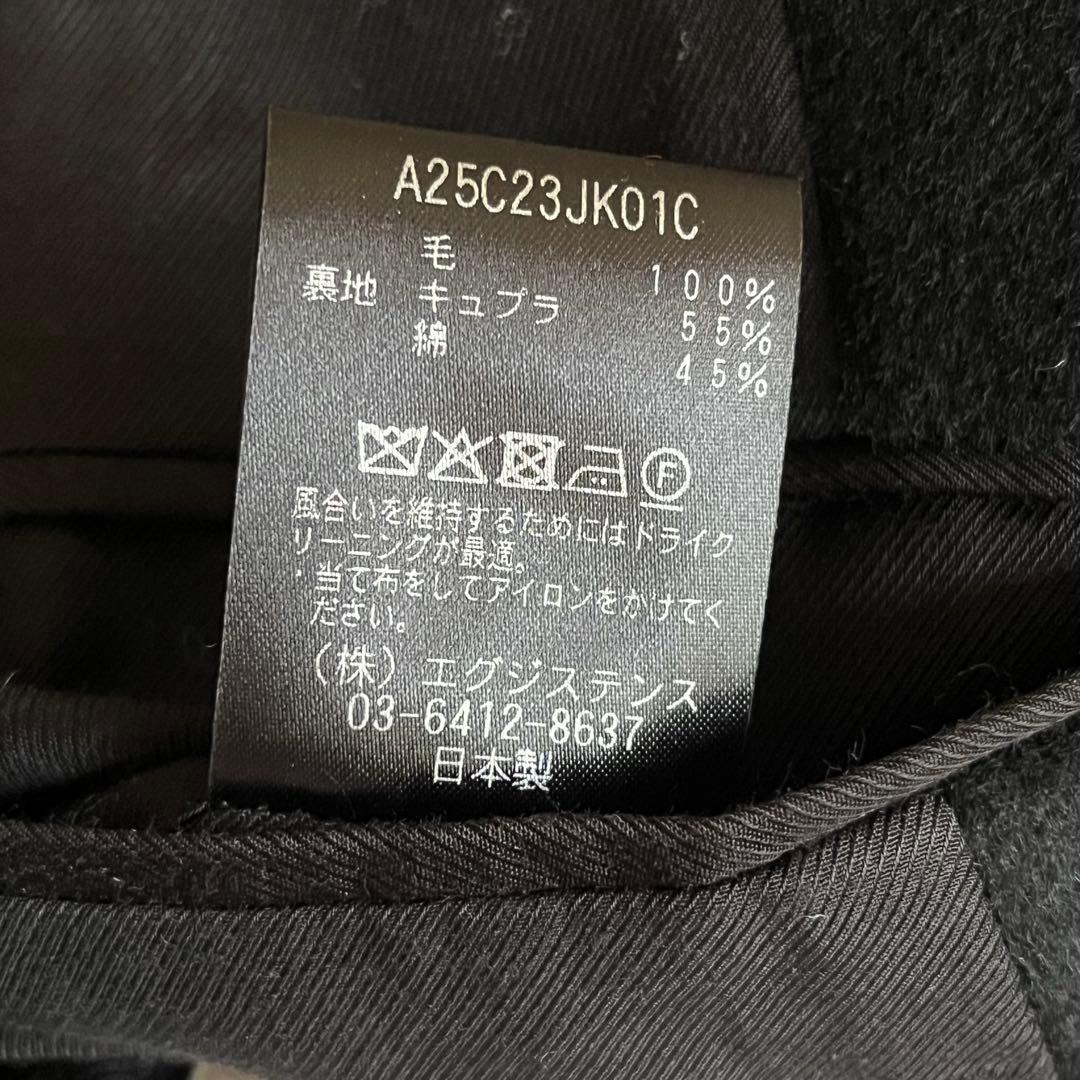 A25C23JK01C
毛 100%
裏地 キュプラ 55%
綿 45%
F
風合いを維持するためにはドライク
リーニングが最適。
・当て布をしてアイロンをかけてく
ださい。
(株) エグジステンス
03-6412-8637
日本製